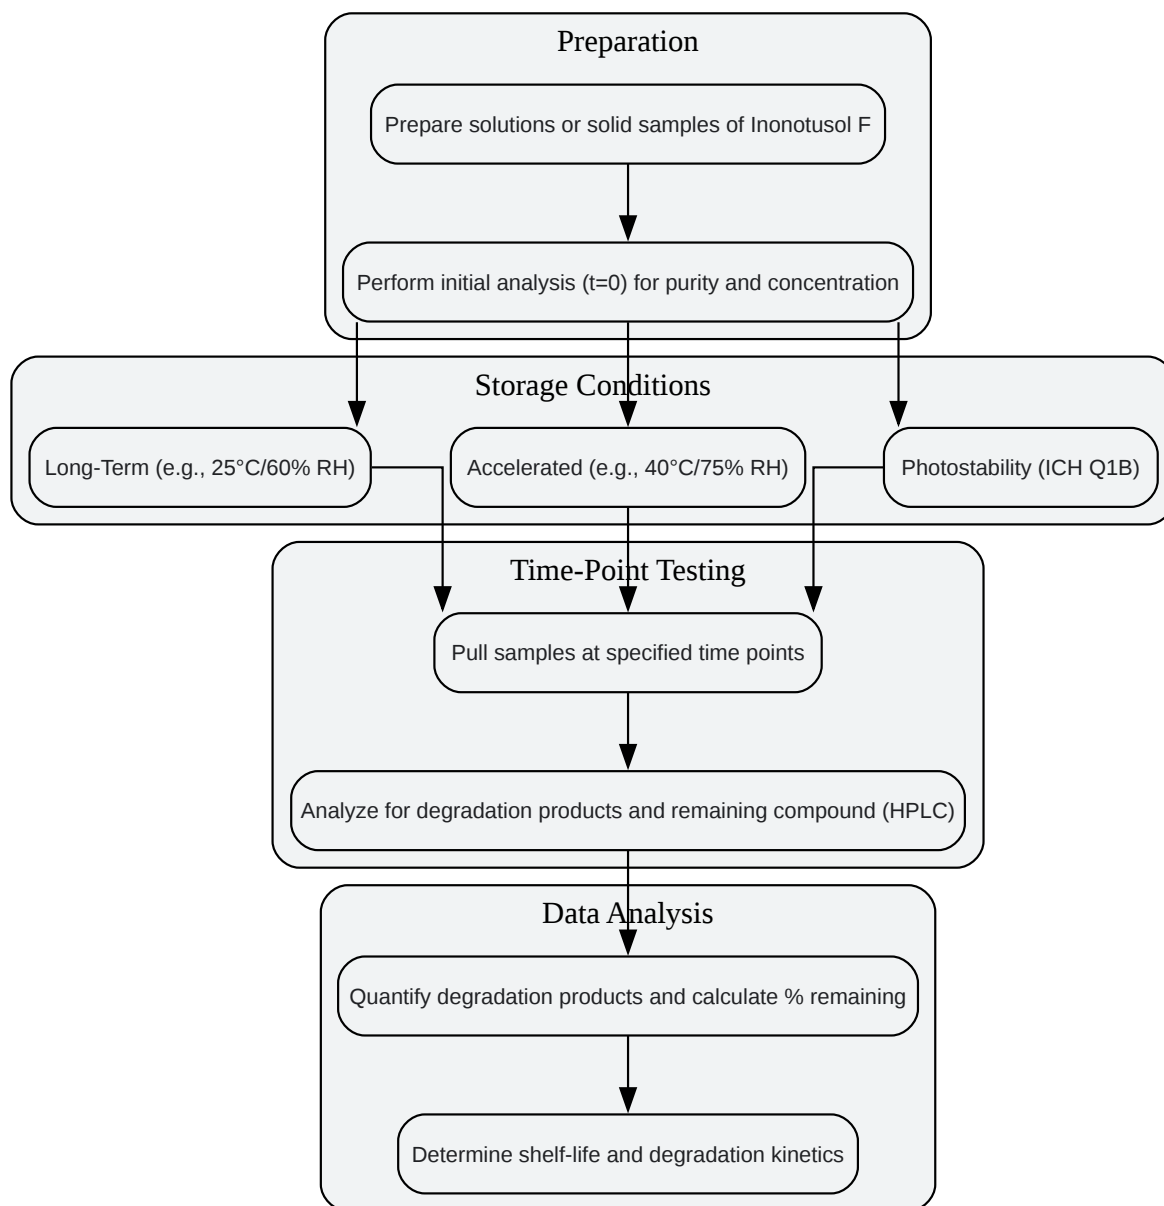 Preparation
Prepare solutions or solid samples of Inonotusol F
Perform initial analysis (t=0) for purity and concentration
Storage Conditions
Long-Term (e.g., 25°C/60% RH)
Accelerated (e.g., 40°C/75% RH)
Photostability (ICH Q1B)
Time-Point Testing
Pull samples at specified time points
Analyze for degradation products and remaining compound (HPLC)
Data Analysis
Quantify degradation products and calculate % remaining
Determine shelf-life and degradation kinetics